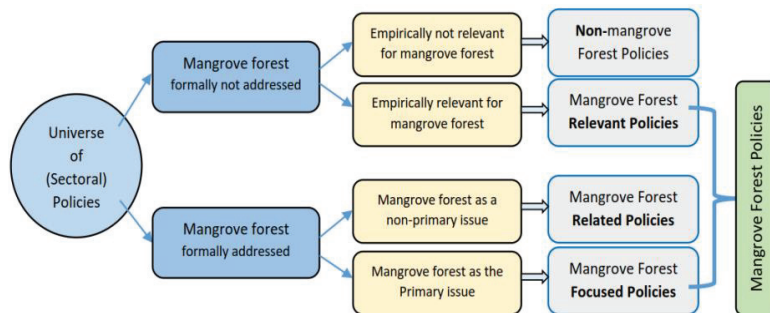 Universe
of
(Sectoral)
Policies
Mangrove forest
formally not addressed
Mangrove forest
formally addressed
Empirically not relevant
for mangrove forest
Empirically relevant for
mangrove forest
Mangrove forest as a
non-primary issue
Mangrove forest as the
Primary issue
Non-mangrove
Forest Policies
Mangrove Forest
Relevant Policies
Mangrove Forest
Related Policies
Mangrove Forest
Focused Policies
Mangrove Forest Policies